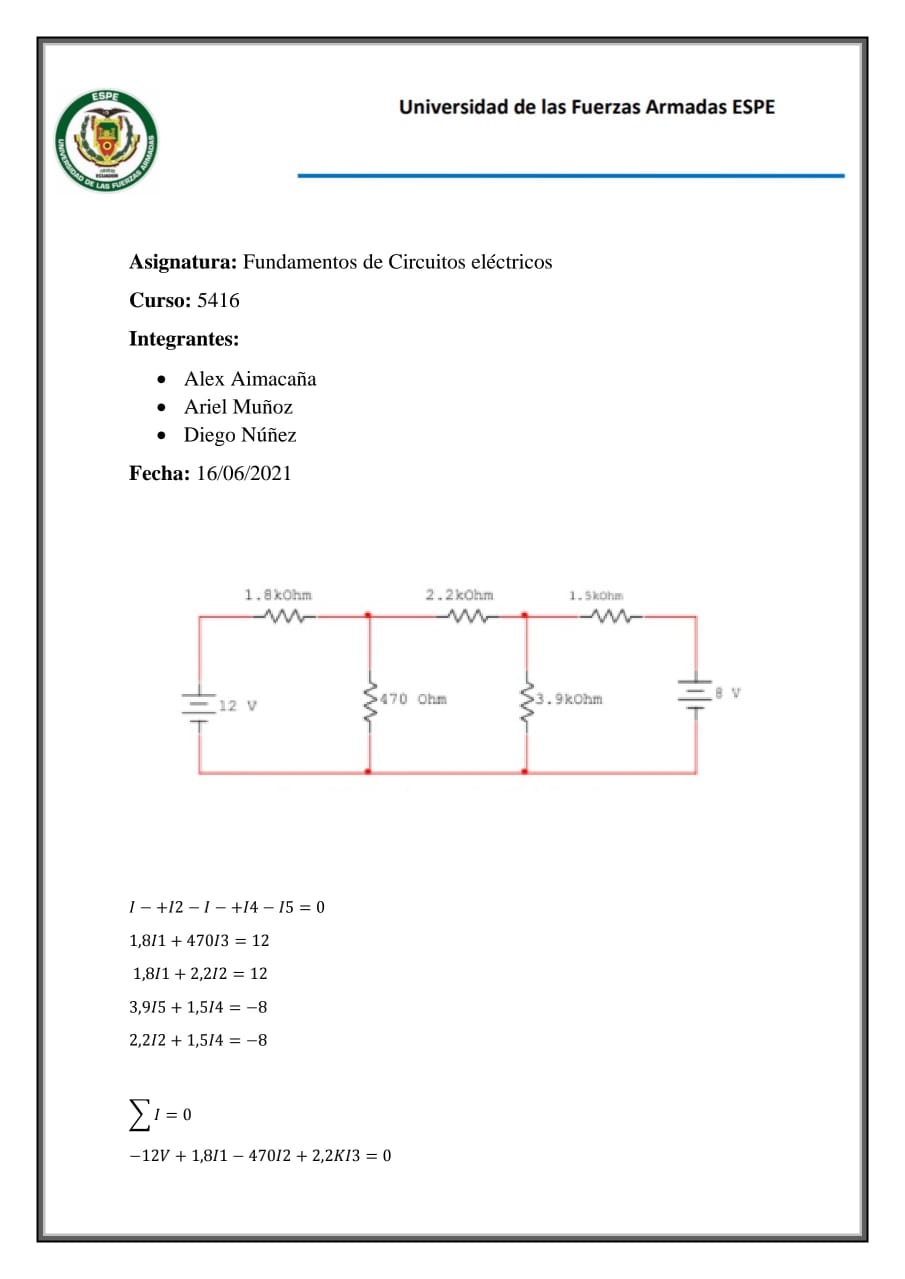 ESPE
UNIVERSIDAD DE LAS FUERZAS ARMADAS
ECUADOR
Universidad de las Fuerzas Armadas ESPE
Asignatura: Fundamentos de Circuitos eléctricos
Curso: 5416
Integrantes:
• Alex Aimacaña
• Ariel Muñoz
• Diego Núñez
Fecha: 16/06/2021
1.8kOhm 2.2kOhm 1.5kOhm
12 V 470 Ohm 3.9kOhm 8 V
I − +I2 − I − +I4 − I5 = 0
1,8I1 + 470I3 = 12
1,8I1 + 2,2I2 = 12
3,9I5 + 1,5I4 = −8
2,2I2 + 1,5I4 = −8
∑ I = 0
−12V + 1,8I1 − 470I2 + 2,2KI3 = 0